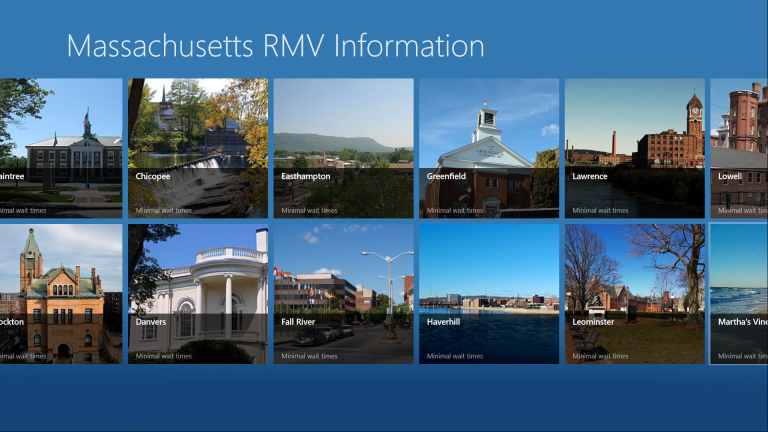 Massachusetts RMV Information
aintree
Minimal wait times
Chicopee
Minimal wait times
Easthampton
Minimal wait times
Greenfield
Minimal wait times
Lawrence
Minimal wait times
Lowell
Minimal wait
ockton
Minimal wait times
Danvers
Minimal wait times
Fall River
Minimal wait times
Haverhill
Minimal wait times
Leominster
Minimal wait times
Martha's Vine
Minimal wait